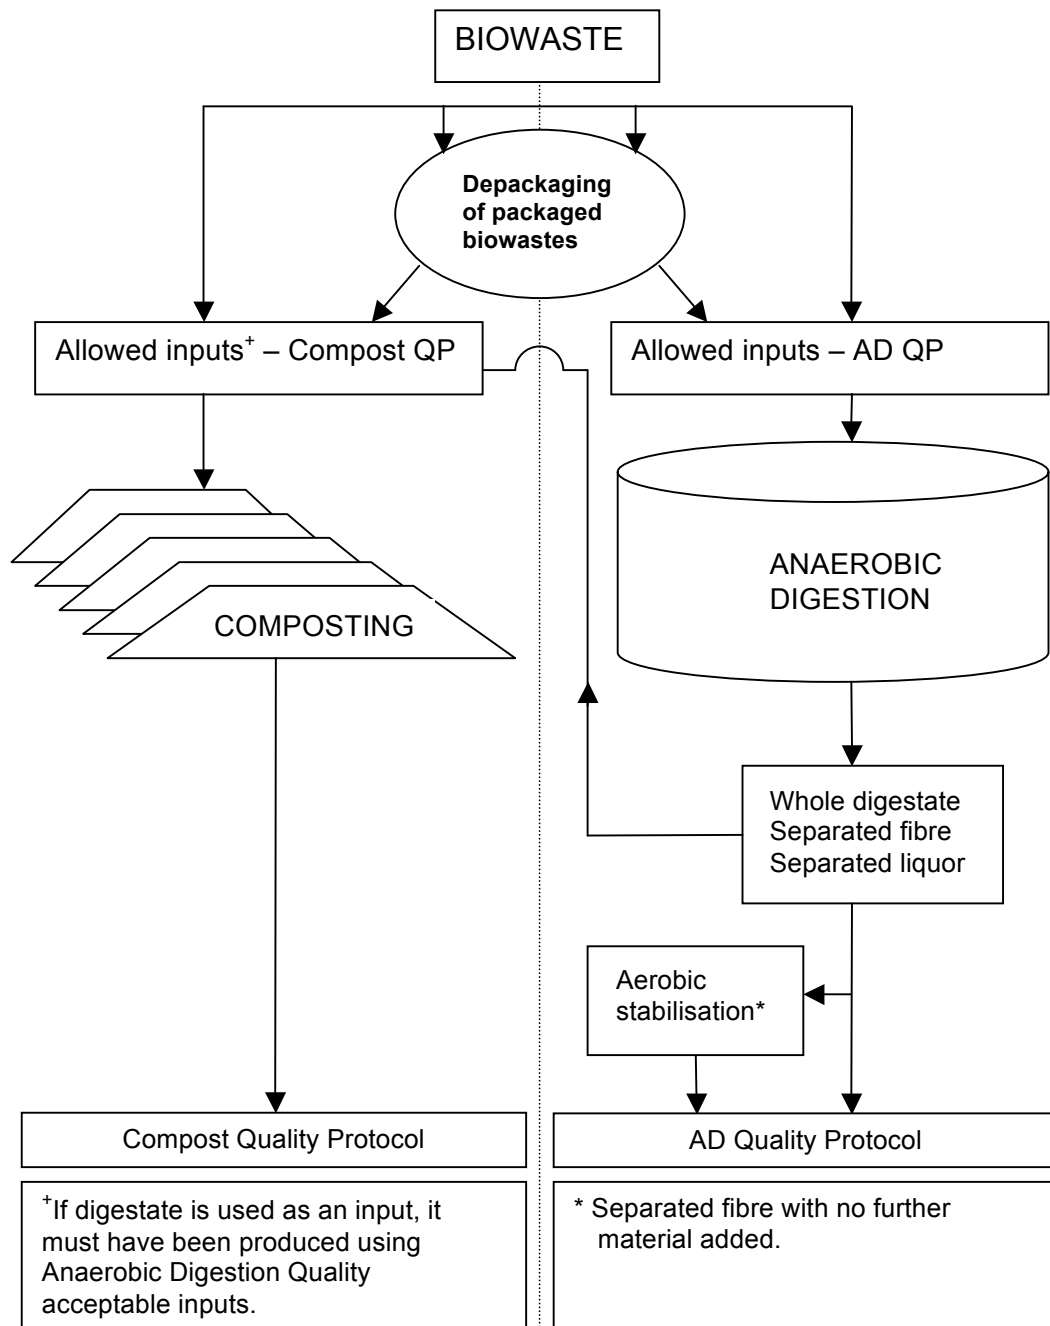 BIOWASTE
Depackaging
of packaged
biowastes
Allowed inputs+ – Compost QP
Allowed inputs – AD QP
ANAEROBIC
DIGESTION
COMPOSTING
Whole digestate
Separated fibre
Separated liquor
Aerobic
stabilisation*
Compost Quality Protocol
AD Quality Protocol
+If digestate is used as an input, it
must have been produced using
Anaerobic Digestion Quality
acceptable inputs.
* Separated fibre with no further
material added.